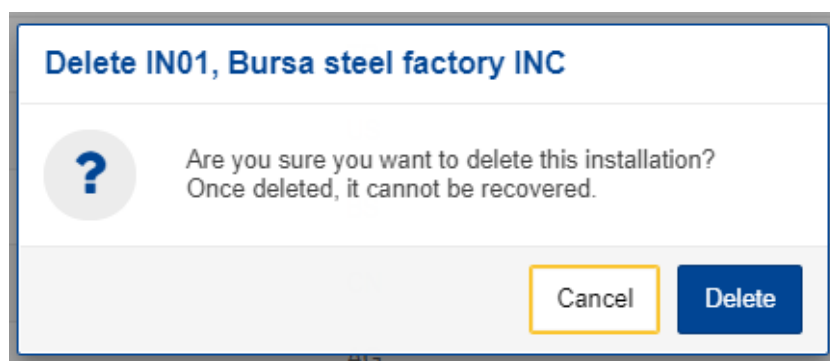 Delete IN01, Bursa steel factory INC
?
Are you sure you want to delete this installation?
Once deleted, it cannot be recovered.
Cancel
Delete